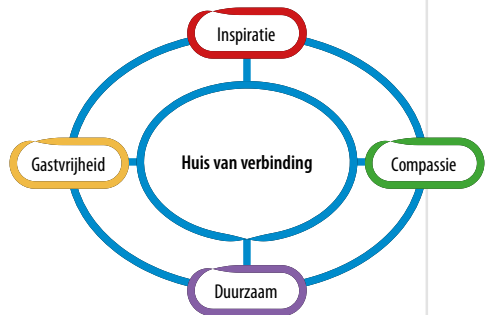 Inspiratie
Gastvrijheid
Huis van verbinding
Compassie
Duurzaam